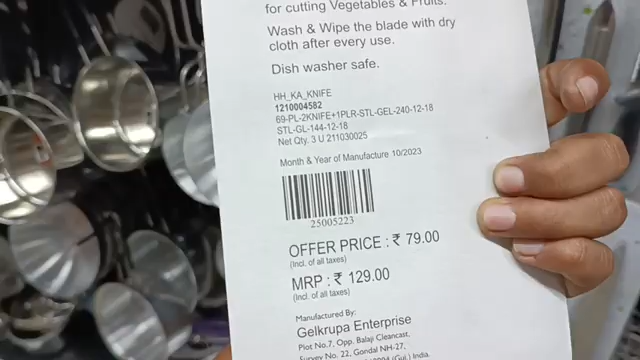 for cutting Vegetables & Fruits.
Wash & Wipe the blade with dry
cloth after every use.
Dish washer safe.
HH_KA_KNIFE
1210004582
69-PL-2KNIFE+1PLR-STL-GEL-240-12-18
STL-GL-144-12-18
Net Qty. 3 U 211030025
Month & Year of Manufacture 10/2023
25005223
OFFER PRICE : ₹ 79.00
(Incl. of all taxes)
MRP : ₹ 129.00
(Incl. of all taxes)
Manufactured By:
Gelkrupa Enterprise
Plot No.7, Opp. Balaji Cleancast,
Survey No. 22, Gondal NH-27,
(Guj.) India.